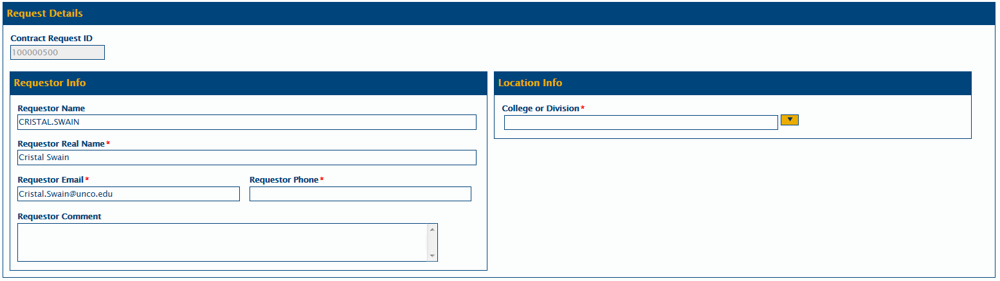 Request Details
Contract Request ID
100000500
Requestor Info
Requestor Name
CRISTAL.SWAIN
Requestor Real Name*
Cristal Swain
Requestor Email* Requestor Phone*
Cristal.Swain@unco.edu
Requestor Comment
Location Info
College or Division*